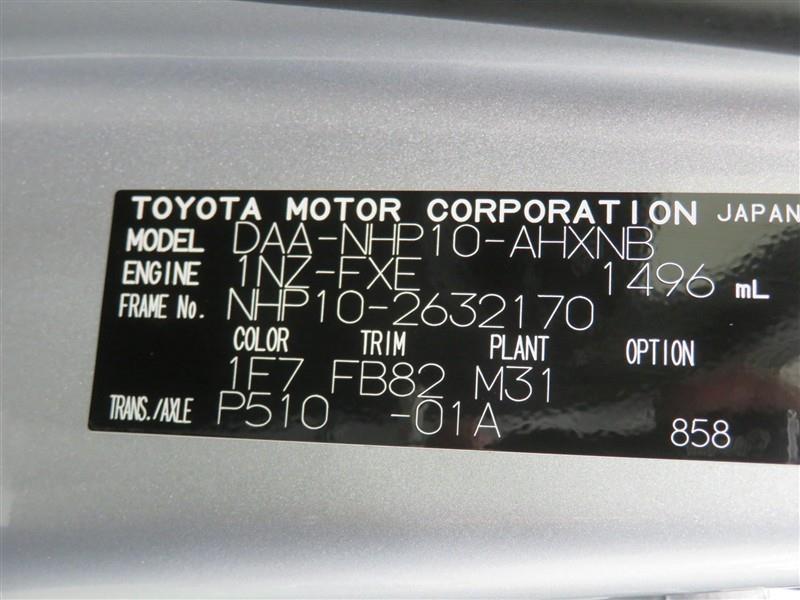 TOYOTA MOTOR CORPORATION JAPAN
MODEL DAA-NHP10-AHXNB
ENGINE 1NZ-FXE 1496 mL
FRAME No. NHP10-2632170
COLOR TRIM PLANT OPTION
1F7 FB82 M31
TRANS./AXLE P510 -01A
858